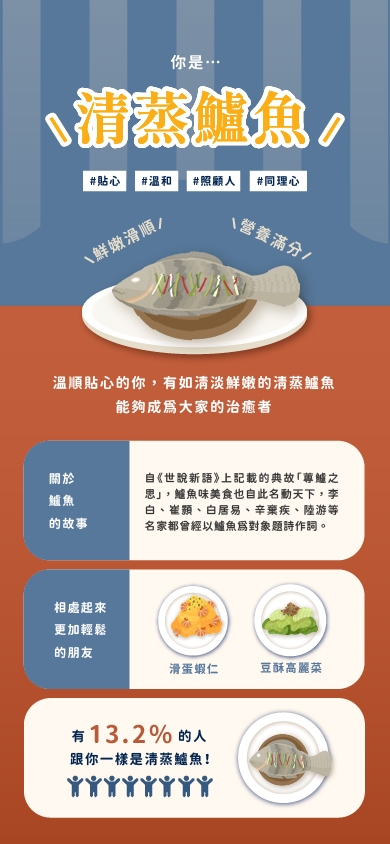 你是…
清蒸鱸魚
#貼心 #溫和 #照顧人 #同理心
鮮嫩滑順
營養滿分
溫順貼心的你，有如清淡鮮嫩的清蒸鱸魚
能夠成為大家的治癒者
關於
鱸魚
的故事
自《世說新語》上記載的典故「蓴鱸之
思」，鱸魚味美食也自此名動天下，李
白、崔顥、白居易、辛棄疾、陸游等
名家都曾經以鱸魚為對象題詩作詞。
相處起來
更加輕鬆
的朋友
滑蛋蝦仁
豆酥高麗菜
有13.2%的人
跟你一樣是清蒸鱸魚！